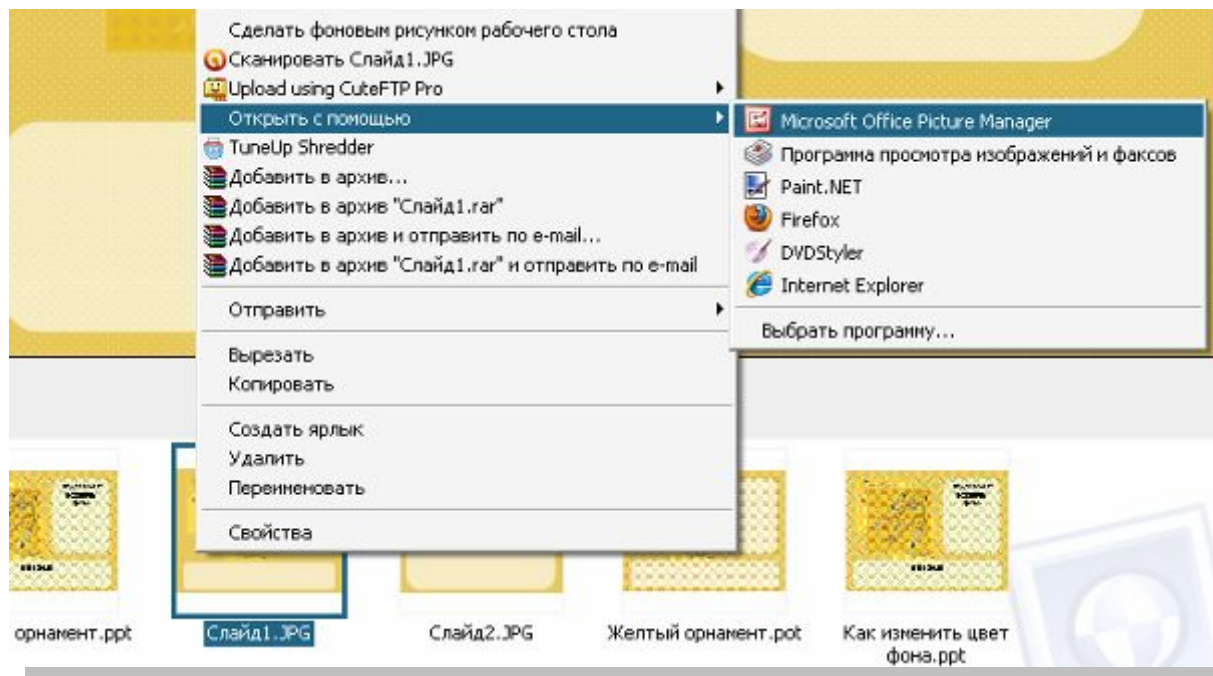 Сделать фоновым рисунком рабочего стола
Сканировать Слайд1.JPG
Upload using CuteFTP Pro
Открыть с помощью
TuneUp Shredder
Добавить в архив...
Добавить в архив "Слайд1.rar"
Добавить в архив и отправить по e-mail...
Добавить в архив "Слайд1.rar" и отправить по e-mail
Отправить
Вырезать
Копировать
Создать ярлык
Удалить
Переименовать
Свойства
Microsoft Office Picture Manager
Программа просмотра изображений и факсов
Paint.NET
Firefox
DVDStyler
Internet Explorer
Выбрать программу...
орнамент.ppt
Слайд1.JPG
Слайд2.JPG
Желтый орнамент.pot
Как изменить цвет
фона.ppt